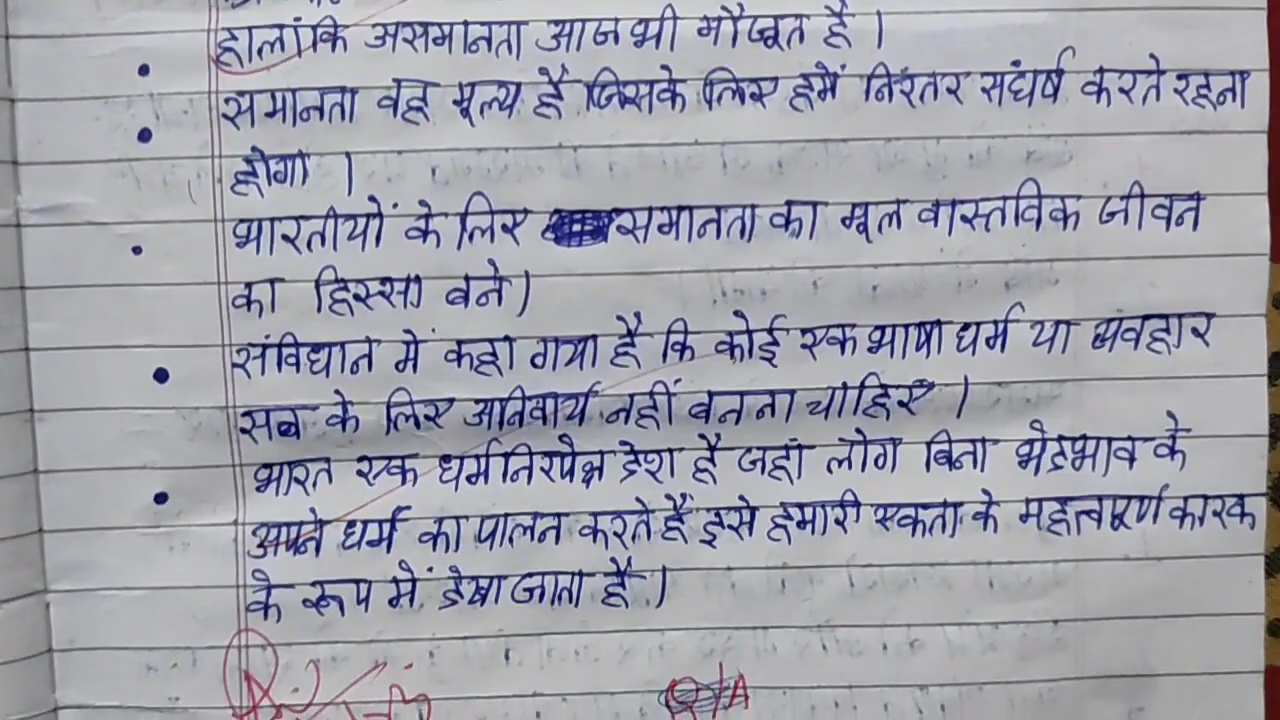 हालांकि असमानता आज भी मौजूत है ।
समानता वह मूल्य है जिसके लिए हमें निरंतर संघर्ष करते रहना
होगा ।
भारतीयों के लिए समानता का मूल वास्तविक जीवन
का हिस्सा बने ।
संविधान में कहा गया है कि कोई एक भाषा धर्म या व्यवहार
सब के लिए अनिवार्य नहीं बनना चाहिए ।
भारत एक धर्मनिरपेक्ष देश है जहां लोग बिना भेदभाव के
अपने धर्म का पालन करते हैं इसे हमारी एकता के महत्वपूर्ण कारक
के रूप में देखा जाता है ।
Q/A